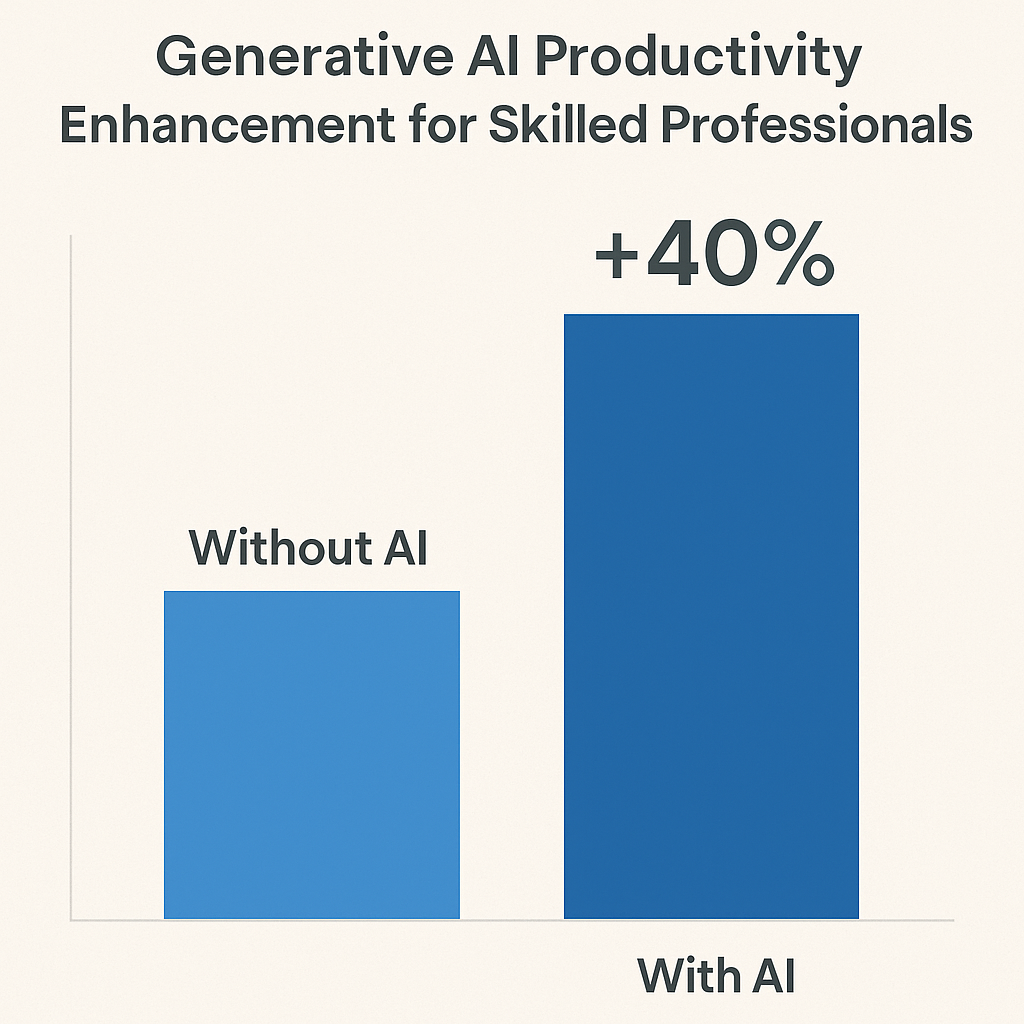 Generative AI Productivity
Enhancement for Skilled Professionals
+40%
Without AI
With AI